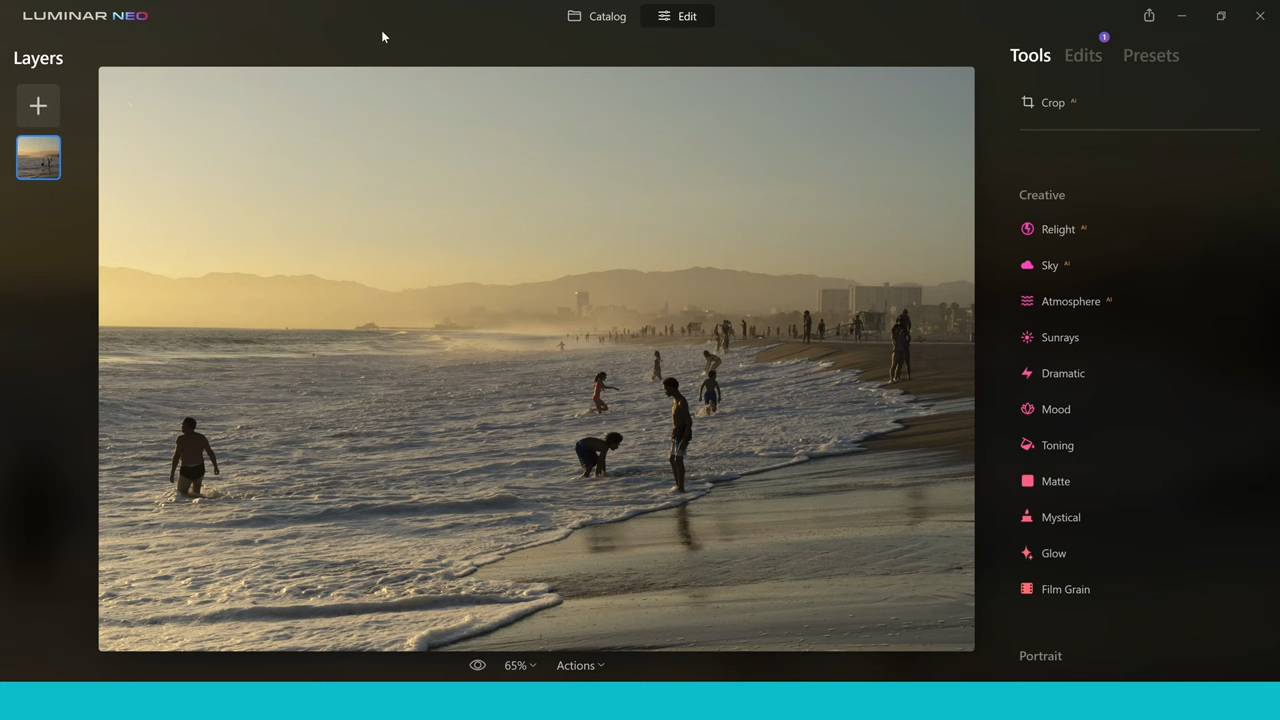 LUMINAR NEO
Catalog
Edit
Layers
1
Tools Edits Presets
Crop AI
Creative
Relight AI
Sky AI
Atmosphere AI
Sunrays
Dramatic
Mood
Toning
Matte
Mystical
Glow
Film Grain
Portrait
65% Actions